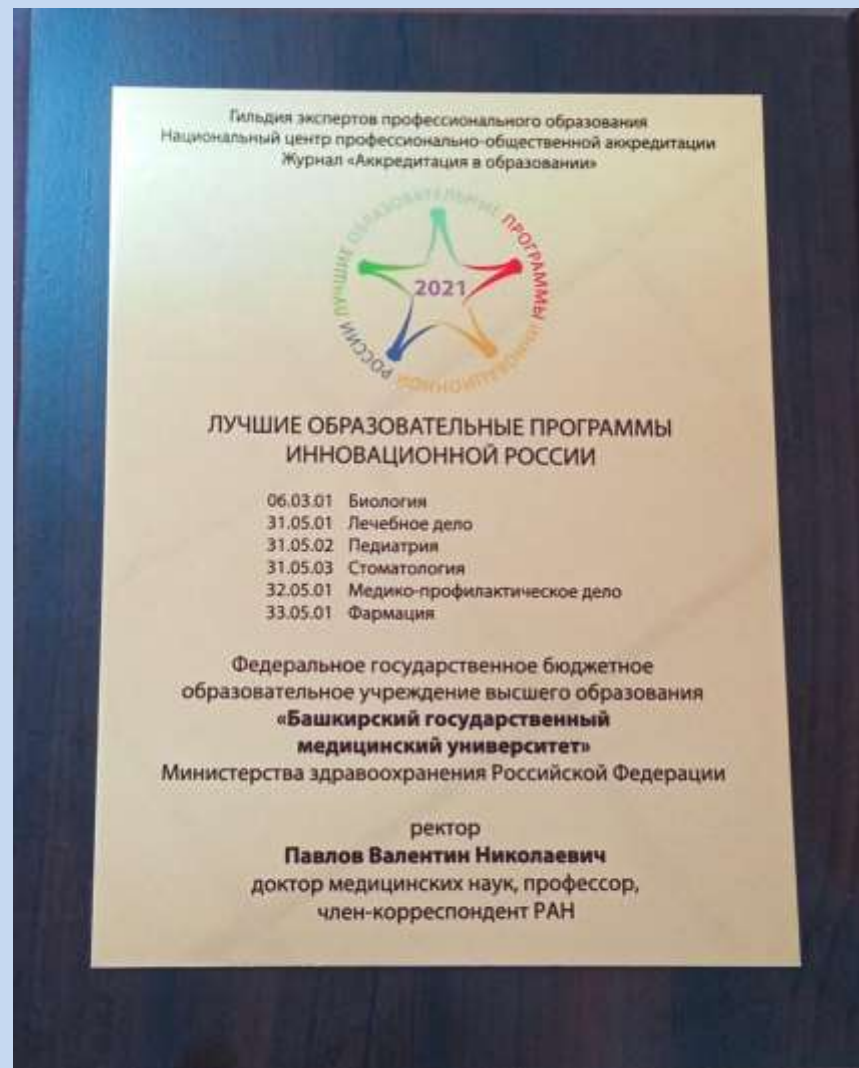 Гильдия экспертов профессионального образования
Национальный центр профессионально-общественной аккредитации
Журнал «Аккредитация в образовании»
ЛУЧШИЕ ОБРАЗОВАТЕЛЬНЫЕ ПРОГРАММЫ ИННОВАЦИОННОЙ РОССИИ
2021
ЛУЧШИЕ ОБРАЗОВАТЕЛЬНЫЕ ПРОГРАММЫ
ИННОВАЦИОННОЙ РОССИИ
06.03.01 Биология
31.05.01 Лечебное дело
31.05.02 Педиатрия
31.05.03 Стоматология
32.05.01 Медико-профилактическое дело
33.05.01 Фармация
Федеральное государственное бюджетное
образовательное учреждение высшего образования
«Башкирский государственный
медицинский университет»
Министерства здравоохранения Российской Федерации
ректор
Павлов Валентин Николаевич
доктор медицинских наук, профессор,
член-корреспондент РАН